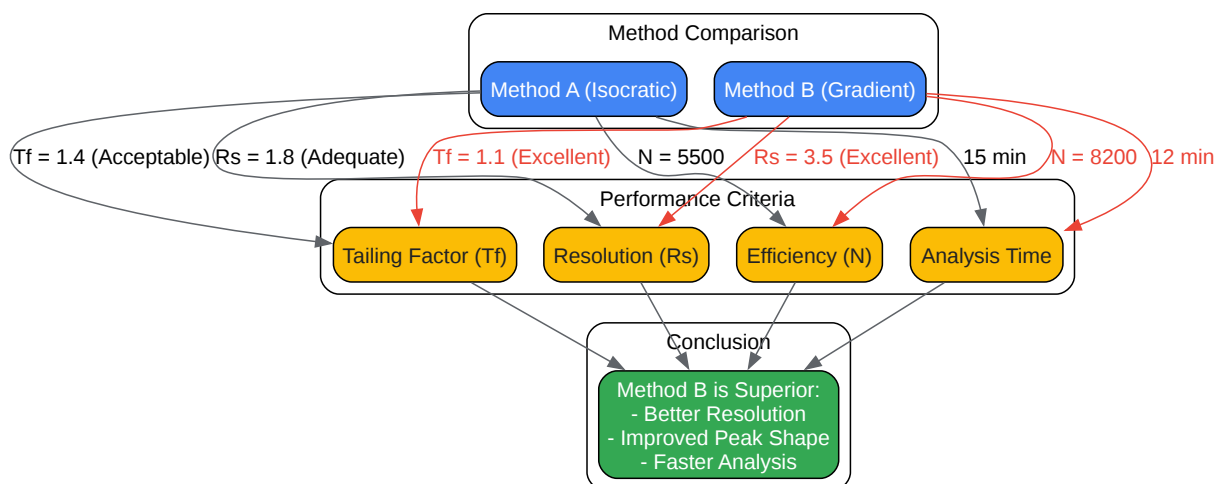 Method Comparison
Method A (Isocratic)
Method B (Gradient)
Tf = 1.4 (Acceptable)
Rs = 1.8 (Adequate)
Tf = 1.1 (Excellent)
N = 5500
Rs = 3.5 (Excellent)
15 min
N = 8200
12 min
Performance Criteria
Tailing Factor (Tf)
Resolution (Rs)
Efficiency (N)
Analysis Time
Conclusion
Method B is Superior:
- Better Resolution
- Improved Peak Shape
- Faster Analysis